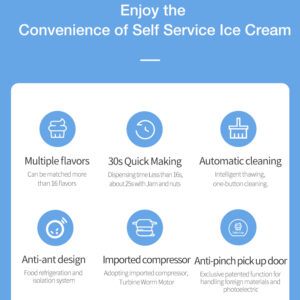 Enjoy the
Convenience of Self Service Ice Cream
Multiple flavors
30s Quick Making
Automatic cleaning
Can be matched more
than 16 flavors
Dispensing time Less than 16s,
about 25s with Jam and nuts
Intelligent thawing,
one-button cleaning.
Anti-ant design
Imported compressor
Anti-pinch pick up door
Food refrigeration and
isolation system
Adopting imported compressor,
Turbine Worm Motor
Exclusive patented function for
handling foreign materials and
photoelectric